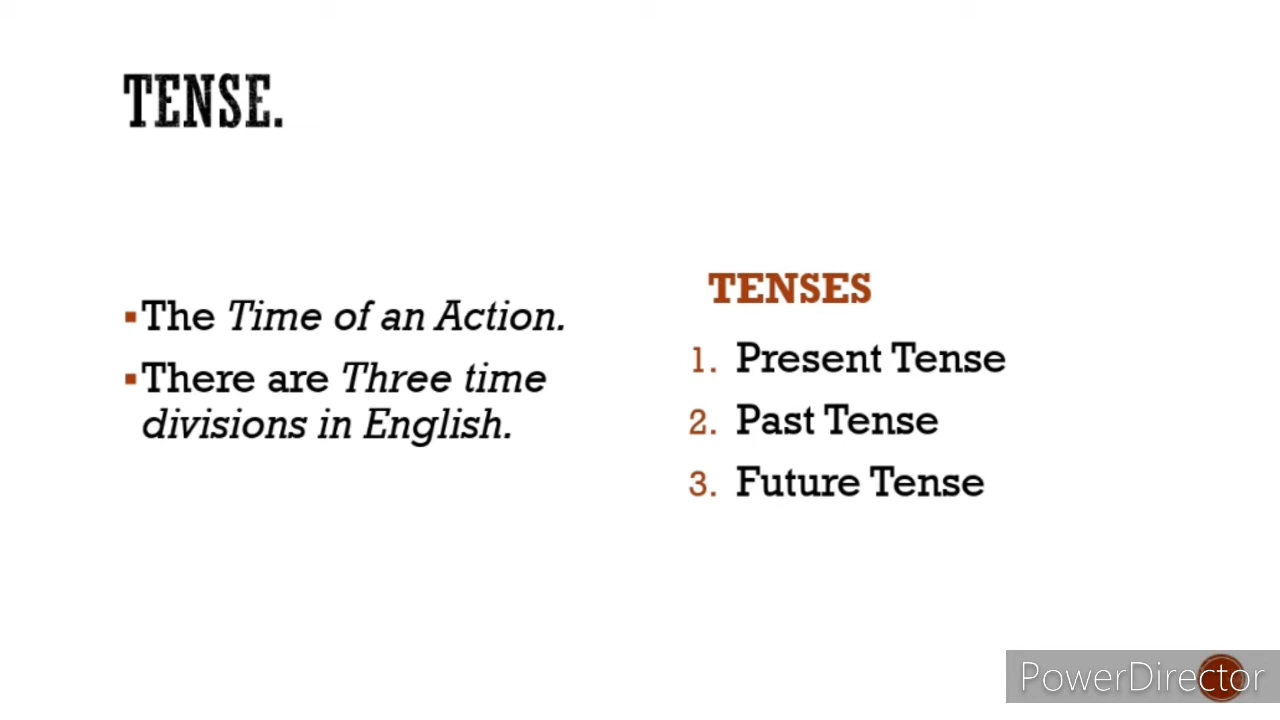 TENSE.
▪The Time of an Action.
▪There are Three time
divisions in English.
TENSES
1. Present Tense
2. Past Tense
3. Future Tense
PowerDirector